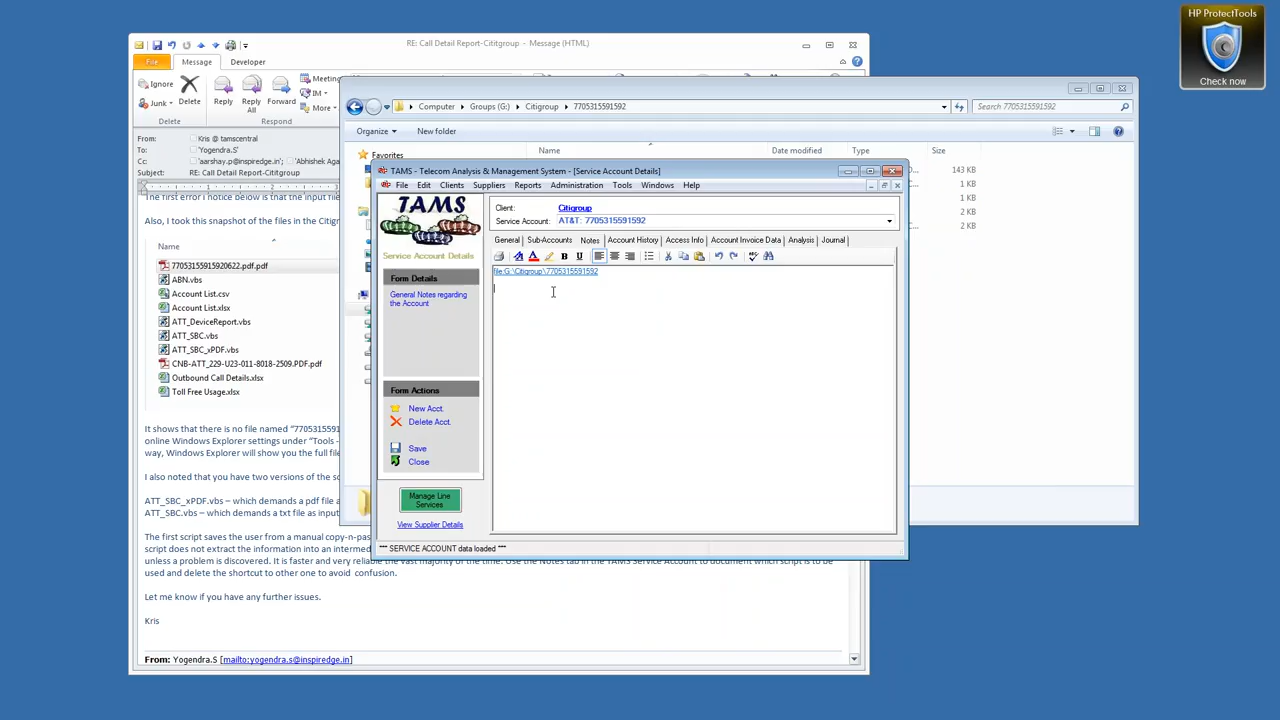 HP ProtectTools
Check now
RE: Call Detail Report-Cititgroup - Message (HTML)
File
Message
Developer
Ignore
Junk
Delete
Reply
Reply All
Forward
Meeting
IM
More
Delete
Respond
From: Kris @ tamscentral
To: 'Yogendra.S'
Cc: 'aarshay.p@inspiredge.in'; 'Abhishek Aga
Subject: RE: Call Detail Report-Cititgroup
The first error I notice below is that the input file
Also, I took this snapshot of the files in the Citigr
Name
77053155915920622.pdf.pdf
ABN.vbs
Account List.csv
Account List.xlsx
ATT_DeviceReport.vbs
ATT_SBC.vbs
ATT_SBC_xPDF.vbs
CNB-ATT_229-U23-011-8018-2509.PDF.pdf
Outbound Call Details.xlsx
Toll Free Usage.xlsx
It shows that there is no file named "770531559
online Windows Explorer settings under "Tools -
way, Windows Explorer will show you the full file
I also noted that you have two versions of the sc
ATT_SBC_xPDF.vbs – which demands a pdf file a
ATT_SBC.vbs – which demands a txt file as input
The first script saves the user from a manual copy-n-pas
script does not extract the information into an intermed
unless a problem is discovered. It is faster and very reliable the vast majority of the time. Use the Notes tab in the TAMS Service Account to document which script is to be
used and delete the shortcut to other one to avoid confusion.
Let me know if you have any further issues.
Kris
From: Yogendra.S [mailto:yogendra.s@inspiredge.in]
Computer
Groups (G:)
Citigroup
7705315591592
Search 7705315591592
Organize
New folder
Favorites
Name
Date modified
Type
Size
143 KB
1 KB
1 KB
2 KB
2 KB
TAMS - Telecom Analysis & Management System - [Service Account Details]
File Edit Clients Suppliers Reports Administration Tools Windows Help
TAMS
Service Account Details
Form Details
General Notes regarding
the Account
Form Actions
New Acct.
Delete Acct.
Save
Close
Manage Line
Services
View Supplier Details
Client: Citigroup
Service Account: AT&T: 7705315591592
General Sub-Accounts Notes Account History Access Info Account Invoice Data Analysis Journal
file:G:\Citigroup\7705315591592
*** SERVICE ACCOUNT data loaded ***